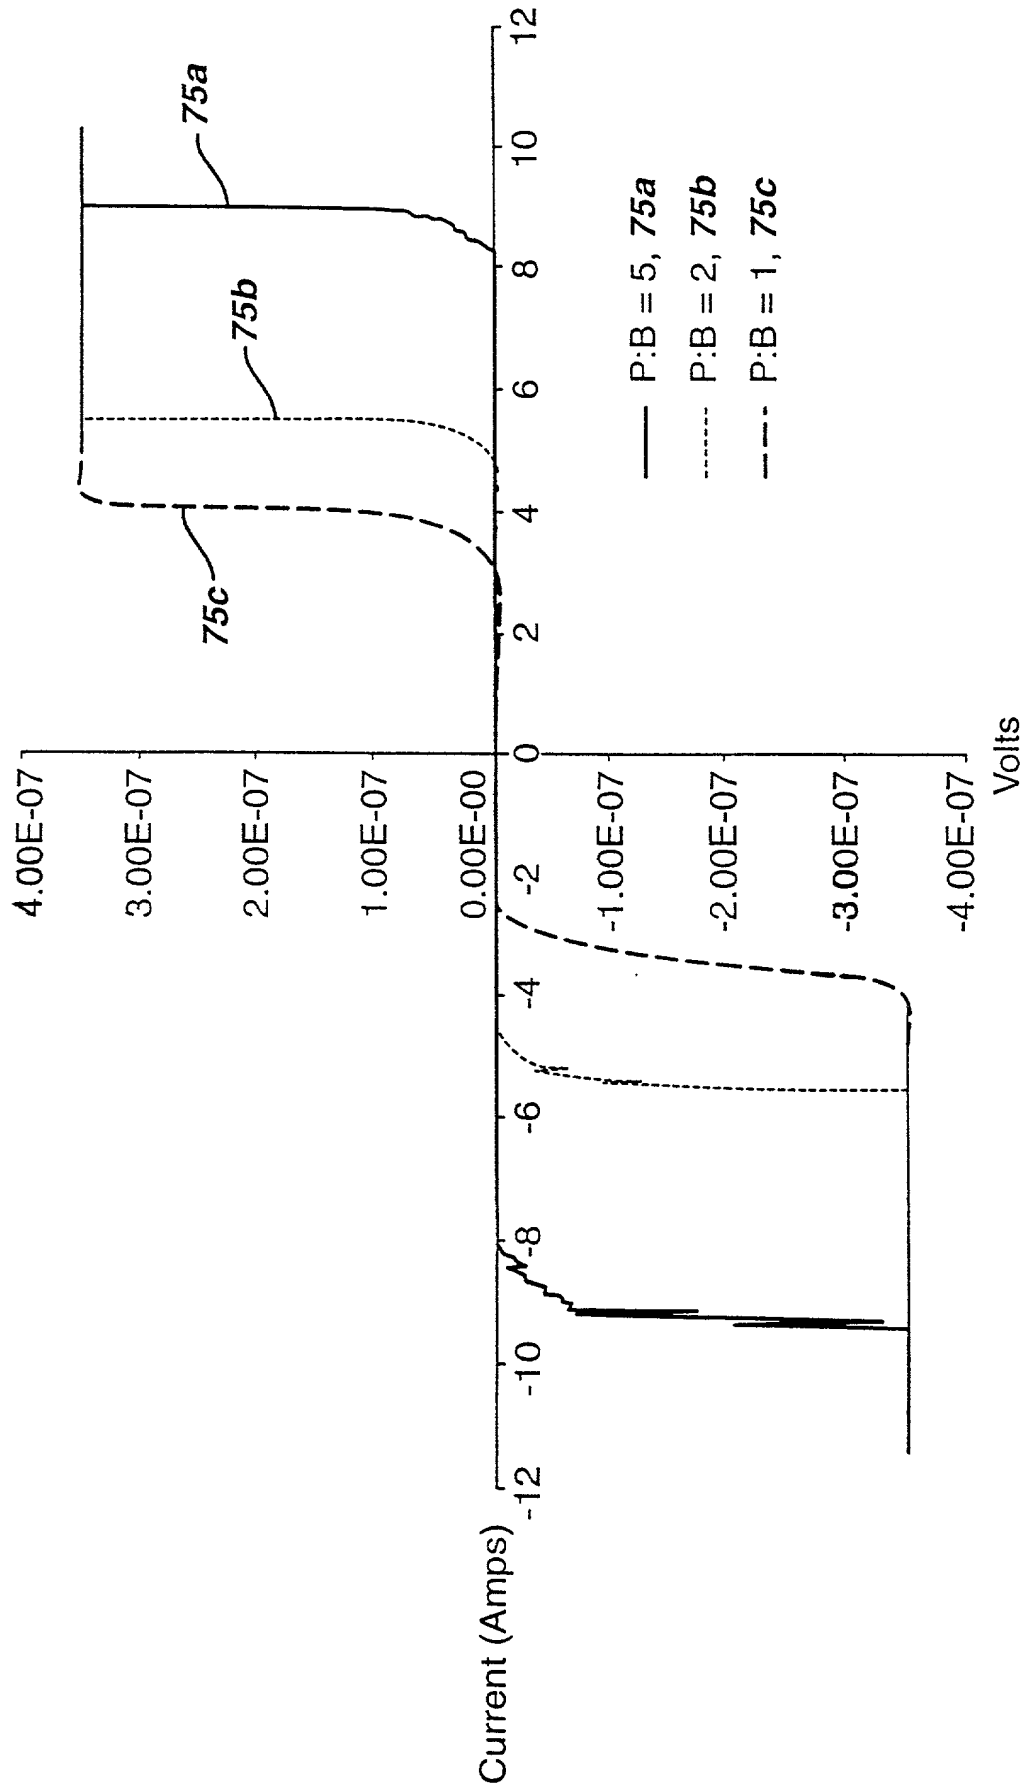 4.00E-07
3.00E-07
2.00E-07
1.00E-07
0.00E-00
-1.00E-07
-2.00E-07
-3.00E-07
-4.00E-07
Current (Amps)
-12
-10
-8
-6
-4
-2
0
2
4
6
8
10
12
Volts
75c
75b
75a
P:B = 5, 75a
P:B = 2, 75b
P:B = 1, 75c